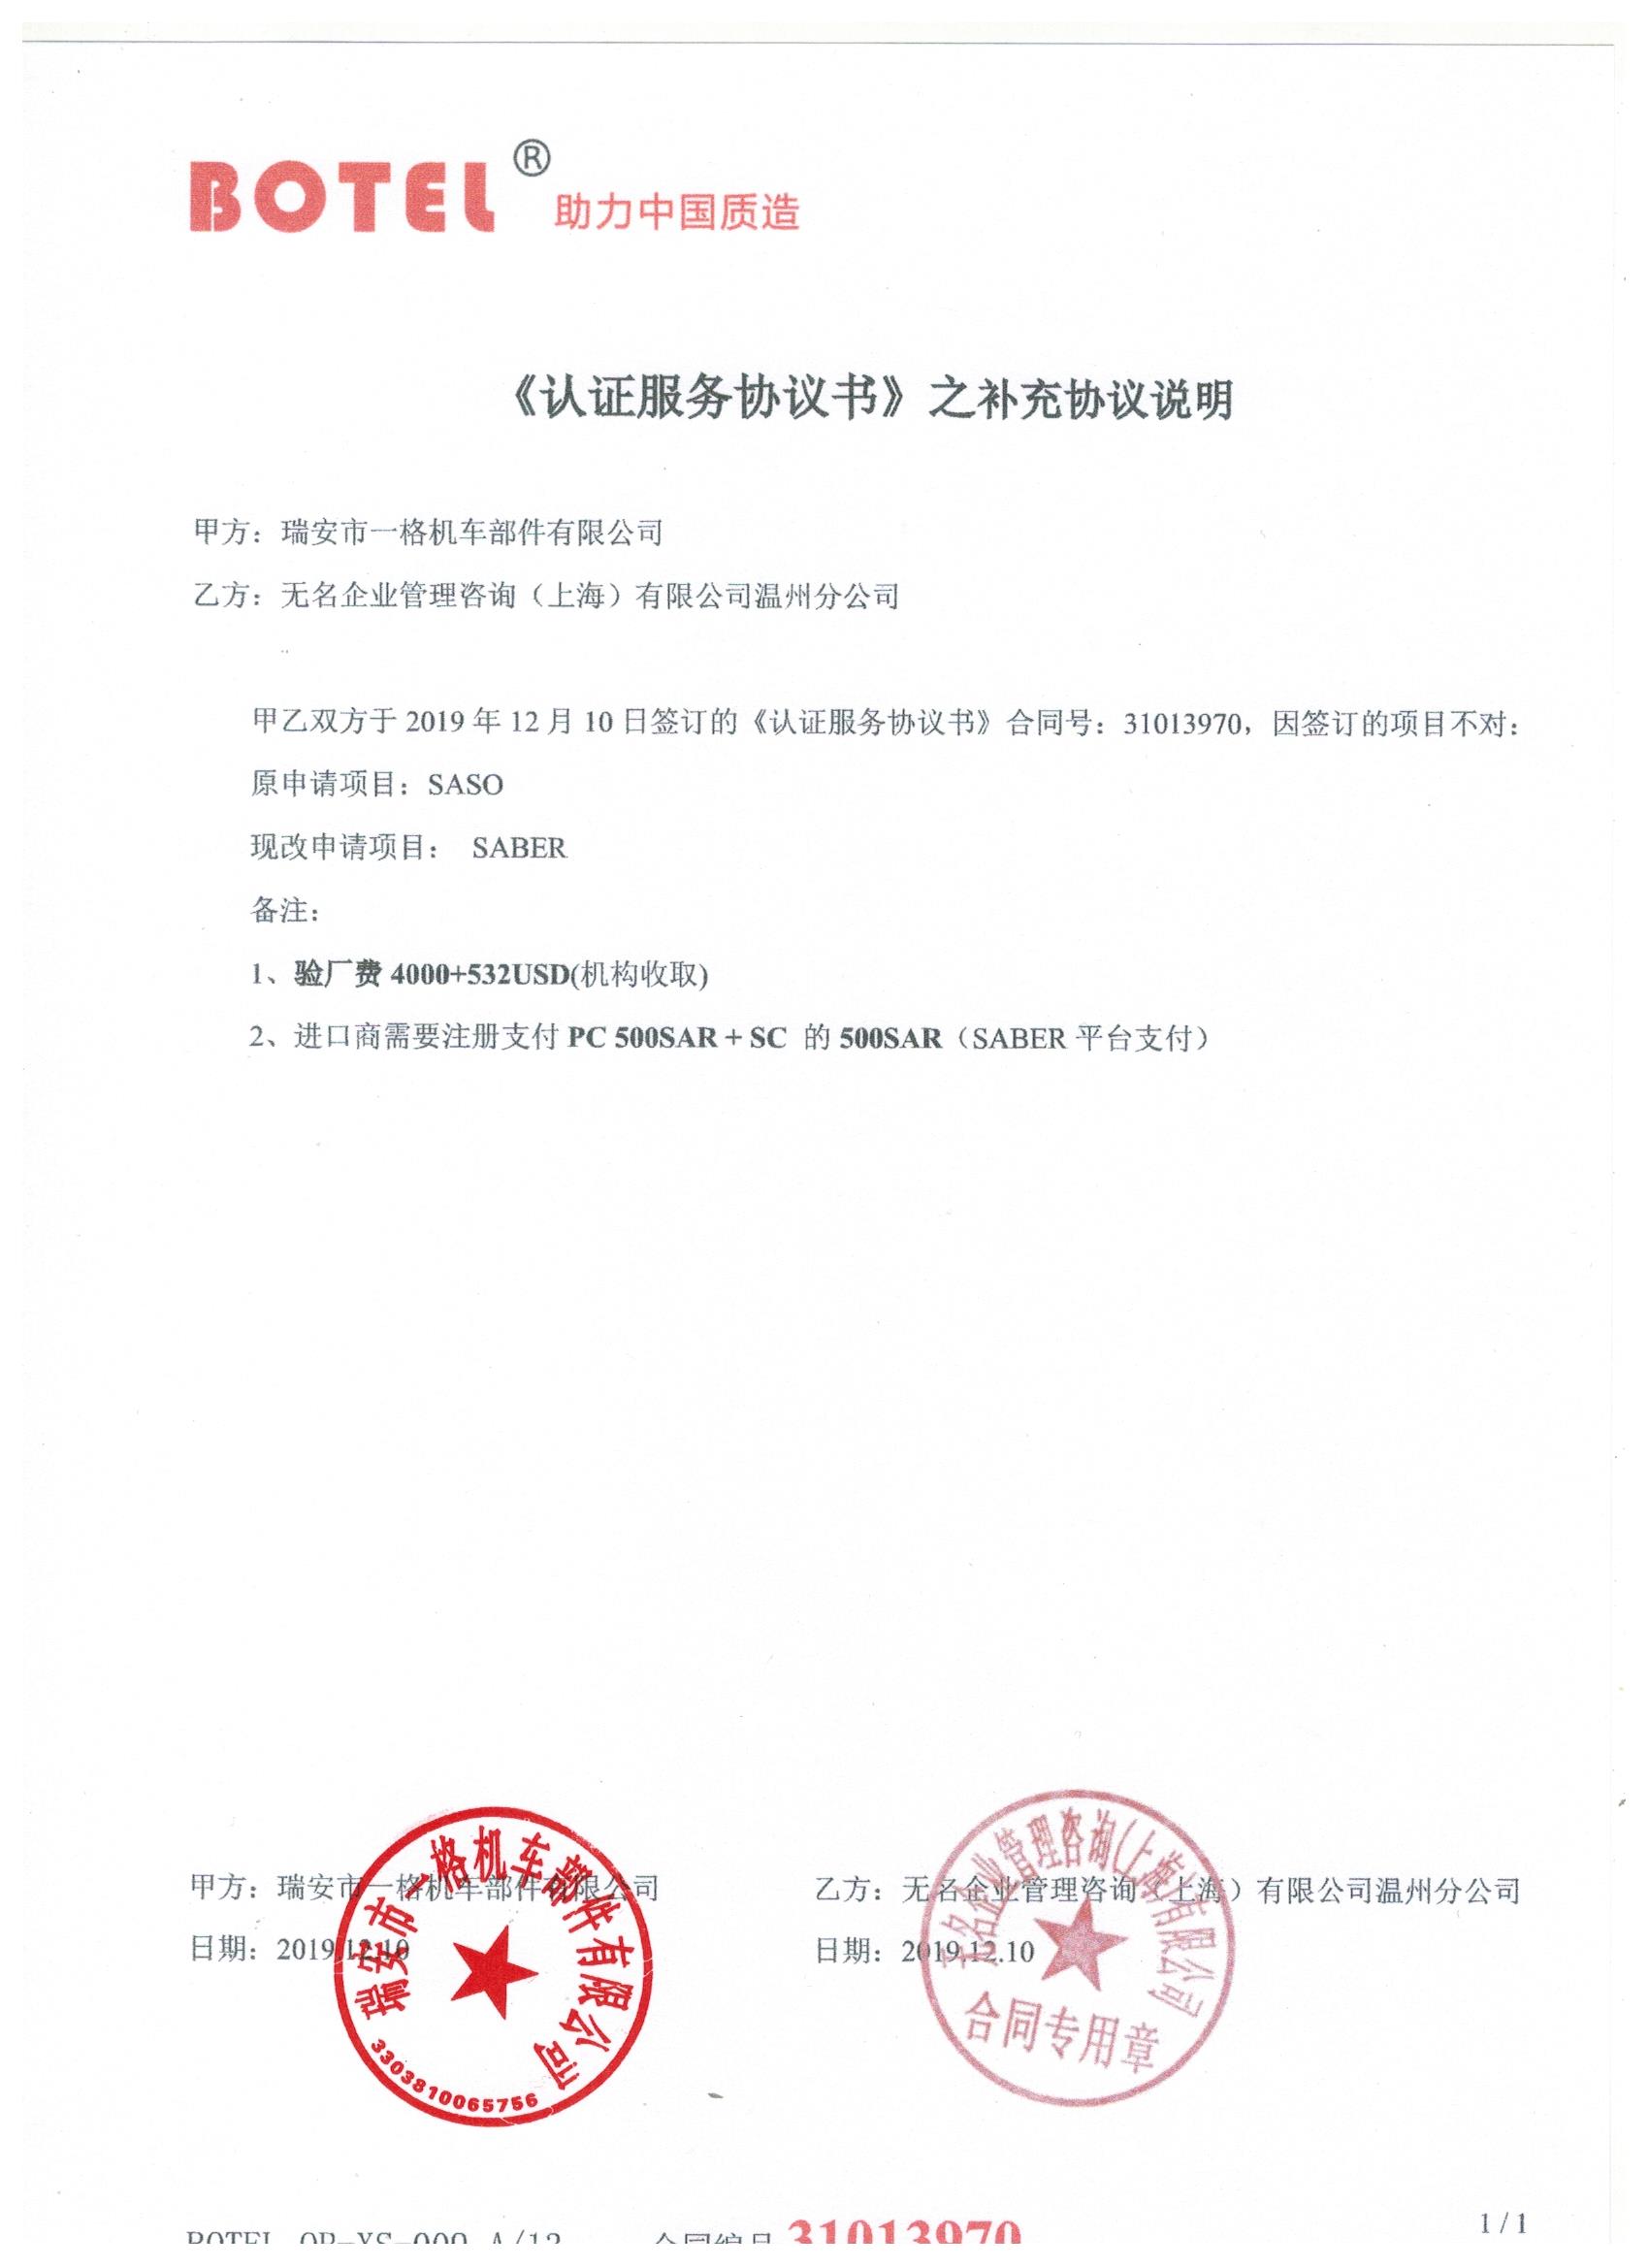 BOTEL®助力中国质造
《认证服务协议书》之补充协议说明
甲方：瑞安市一格机车部件有限公司
乙方：无名企业管理咨询（上海）有限公司温州分公司
甲乙双方于 2019 年 12 月 10 日签订的《认证服务协议书》合同号：31013970，因签订的项目不对：
原申请项目：SASO
现改申请项目： SABER
备注：
1、验厂费 4000+532USD(机构收取)
2、进口商需要注册支付 PC 500SAR + SC 的 500SAR（SABER 平台支付）
甲方：瑞安市一格机车部件有限公司
乙方：无名企业管理咨询（上海）有限公司温州分公司
日期：2019.12.10
日期：2019.12.10
瑞安市一格机车部件有限公司
3303810065756
无名企业管理咨询(上海)有限公司
合同专用章
合同编号 31013970
1 / 1